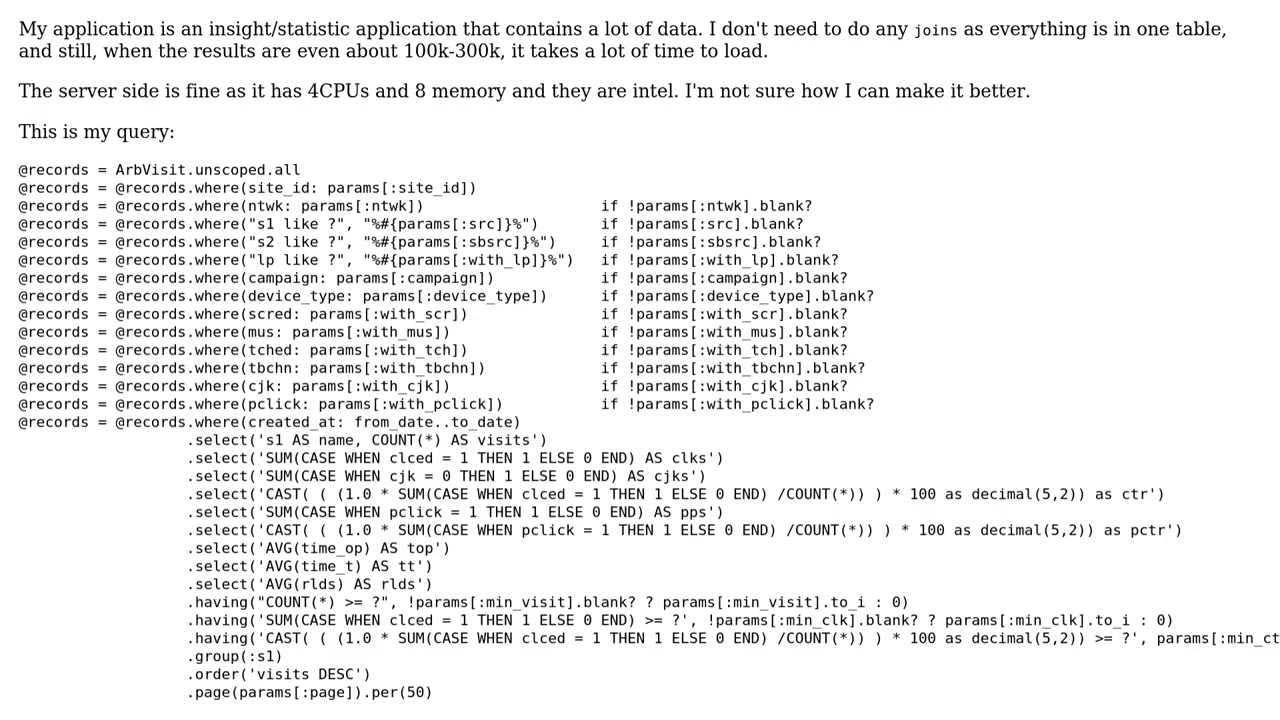 My application is an insight/statistic application that contains a lot of data. I don't need to do any joins as everything is in one table,
and still, when the results are even about 100k-300k, it takes a lot of time to load.
The server side is fine as it has 4CPUs and 8 memory and they are intel. I'm not sure how I can make it better.
This is my query:
@records = ArbVisit.unscoped.all
@records = @records.where(site_id: params[:site_id])
@records = @records.where(ntwk: params[:ntwk]) if !params[:ntwk].blank?
@records = @records.where("s1 like ?", "%#{params[:src]}%") if !params[:src].blank?
@records = @records.where("s2 like ?", "%#{params[:sbsrc]}%") if !params[:sbsrc].blank?
@records = @records.where("lp like ?", "%#{params[:with_lp]}%") if !params[:with_lp].blank?
@records = @records.where(campaign: params[:campaign]) if !params[:campaign].blank?
@records = @records.where(device_type: params[:device_type]) if !params[:device_type].blank?
@records = @records.where(scred: params[:with_scr]) if !params[:with_scr].blank?
@records = @records.where(mus: params[:with_mus]) if !params[:with_mus].blank?
@records = @records.where(tched: params[:with_tch]) if !params[:with_tch].blank?
@records = @records.where(tbchn: params[:with_tbchn]) if !params[:with_tbchn].blank?
@records = @records.where(cjk: params[:with_cjk]) if !params[:with_cjk].blank?
@records = @records.where(pclick: params[:with_pclick]) if !params[:with_pclick].blank?
@records = @records.where(created_at: from_date..to_date)
.select('s1 AS name, COUNT(*) AS visits')
.select('SUM(CASE WHEN clced = 1 THEN 1 ELSE 0 END) AS clks')
.select('SUM(CASE WHEN cjk = 0 THEN 1 ELSE 0 END) AS cjks')
.select('CAST( ( (1.0 * SUM(CASE WHEN clced = 1 THEN 1 ELSE 0 END) /COUNT(*)) ) * 100 as decimal(5,2)) as ctr')
.select('SUM(CASE WHEN pclick = 1 THEN 1 ELSE 0 END) AS pps')
.select('CAST( ( (1.0 * SUM(CASE WHEN pclick = 1 THEN 1 ELSE 0 END) /COUNT(*)) ) * 100 as decimal(5,2)) as pctr')
.select('AVG(time_op) AS top')
.select('AVG(time_t) AS tt')
.select('AVG(rlds) AS rlds')
.having("COUNT(*) >= ?", !params[:min_visit].blank? ? params[:min_visit].to_i : 0)
.having('SUM(CASE WHEN clced = 1 THEN 1 ELSE 0 END) >= ?', !params[:min_clk].blank? ? params[:min_clk].to_i : 0)
.having('CAST( ( (1.0 * SUM(CASE WHEN clced = 1 THEN 1 ELSE 0 END) /COUNT(*)) ) * 100 as decimal(5,2)) >= ?', params[:min_ct
.group(:s1)
.order('visits DESC')
.page(params[:page]).per(50)